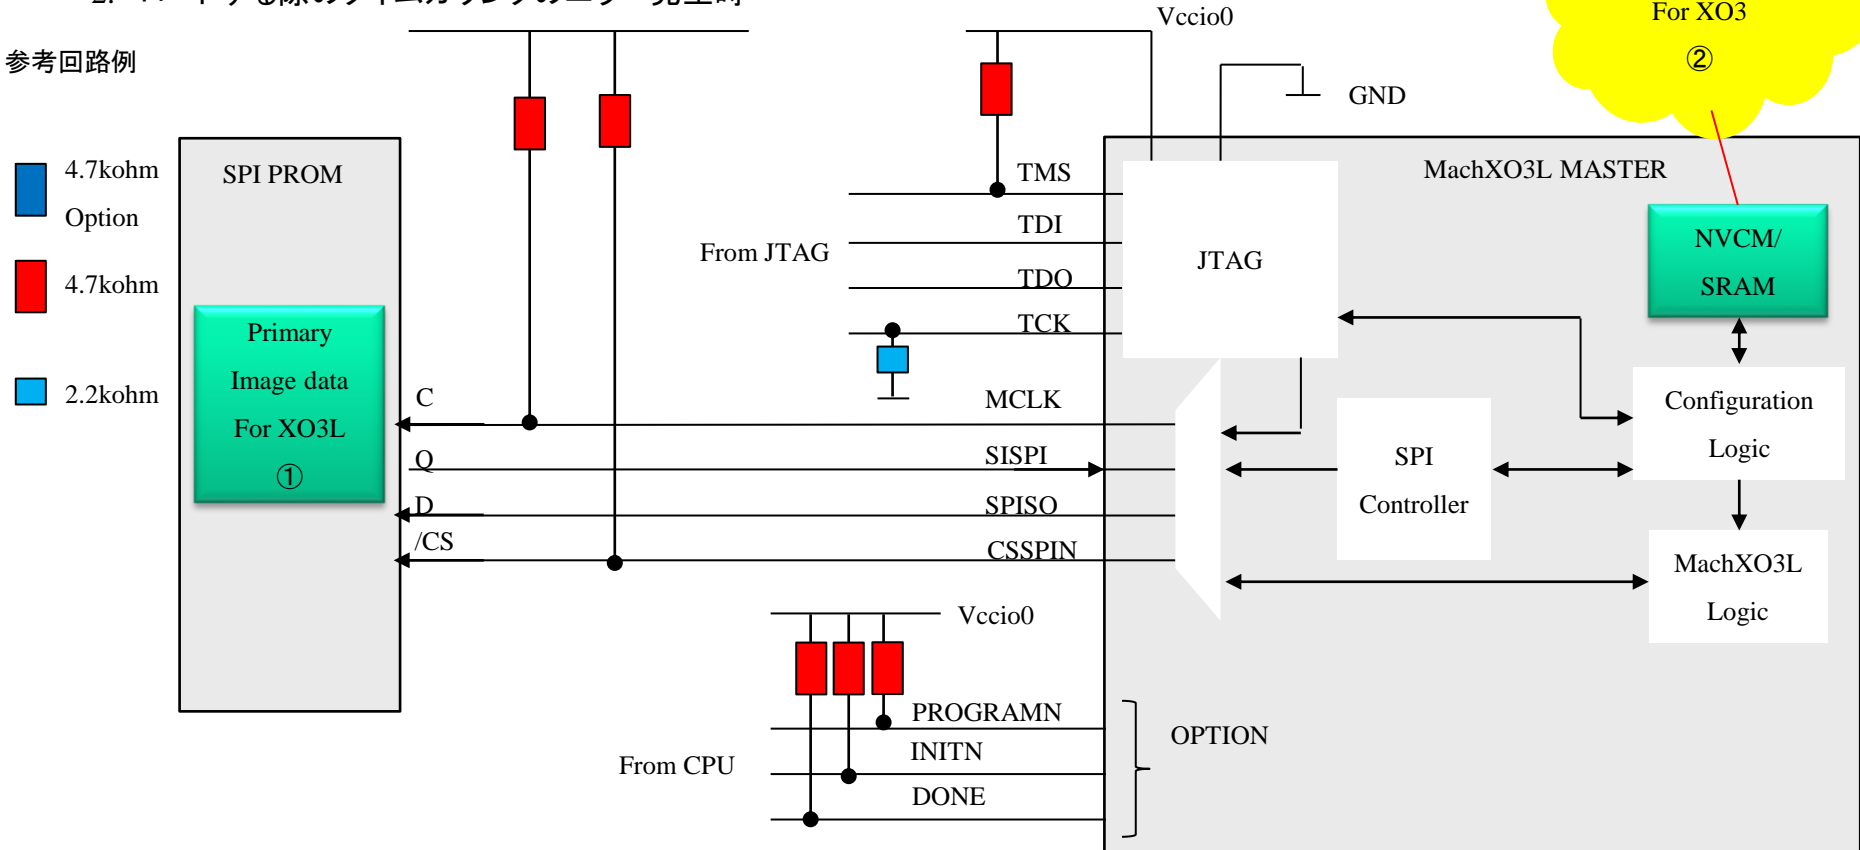 For XO3
②
Vccio0
参考回路例
GND
4.7kohm
Option
4.7kohm
2.2kohm
SPI PROM
Primary
Image data
For XO3L
①
C
Q
D
/CS
From JTAG
TMS
TDI
TDO
TCK
MCLK
SISPI
SPISO
CSSPIN
MachXO3L MASTER
JTAG
NVCM/
SRAM
SPI
Controller
Configuration
Logic
MachXO3L
Logic
Vccio0
From CPU
PROGRAMN
INITN
DONE
OPTION